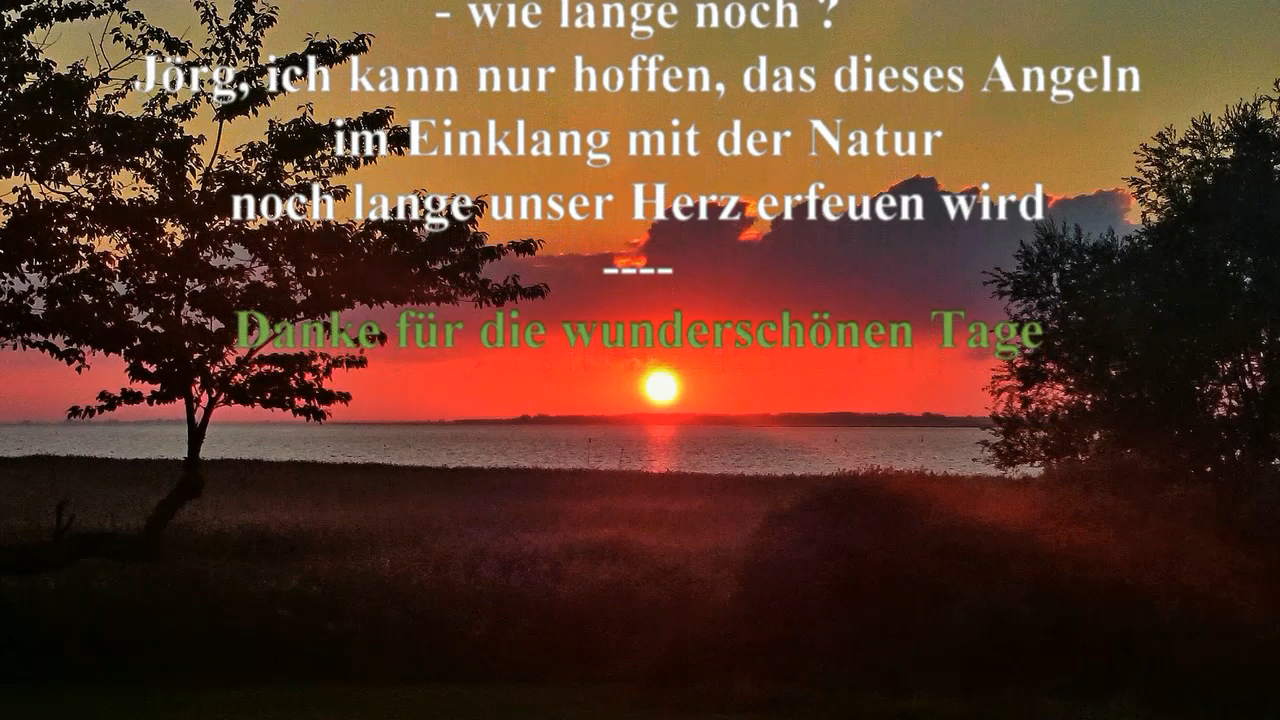 - wie lange noch ?
Jörg, ich kann nur hoffen, das dieses Angeln
im Einklang mit der Natur
noch lange unser Herz erfeuen wird
----
Danke für die wunderschönen Tage